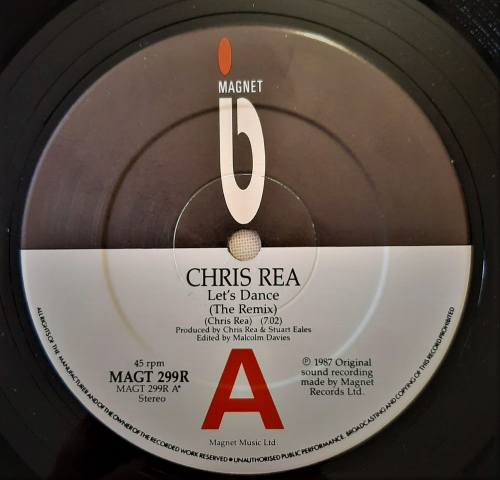 MAGNET
CHRIS REA
Let's Dance
(The Remix)
(Chris Rea) (7.02)
Produced by Chris Rea & Stuart Eales
Edited by Malcolm Davies
45 rpm
MAGT 299R
MAGT 299R A*
Stereo
A
℗ 1987 Original
sound recording
made by Magnet
Records Ltd.
Magnet Music Ltd.
ALL RIGHTS OF THE MANUFACTURER AND OF THE OWNER OF THE RECORDED WORK RESERVED ● UNAUTHORISED PUBLIC PERFORMANCE, BROADCASTING AND COPYING OF THIS RECORD PROHIBITED